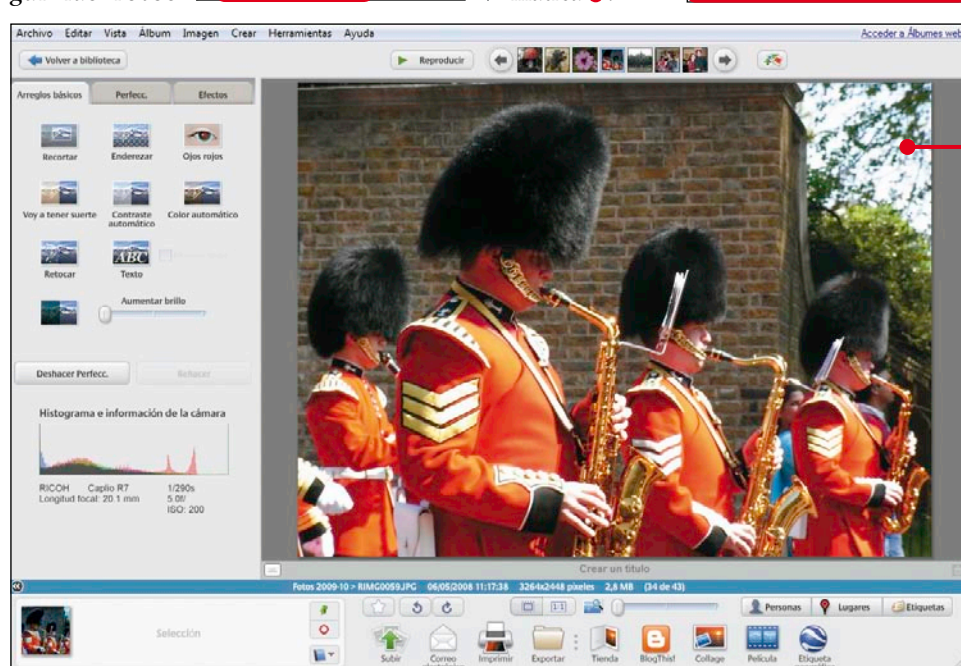 Archivo Editar Vista Álbum Imagen Crear Herramientas Ayuda
Acceder a Álbumes web
Volver a biblioteca
Reproducir
Arreglos básicos Perfecc. Efectos
Recortar Enderezar Ojos rojos
Voy a tener suerte Contraste automático Color automático
Retocar Texto
ABC
Aumentar brillo
Deshacer Perfecc. Rehacer
Histograma e información de la cámara
RICOH Caplio R7 1/290s
Longitud focal: 20.1 mm 5.0f/
ISO: 200
Crear un título
Fotos 2009-10 > RIMG0059.JPG 06/05/2008 11:17:38 3264x2448 píxeles 2,8 MB (34 de 43)
Selección
1:1
Personas Lugares Etiquetas
Subir Correo Imprimir Exportar Tienda BlogThis! Collage Película Etiqueta